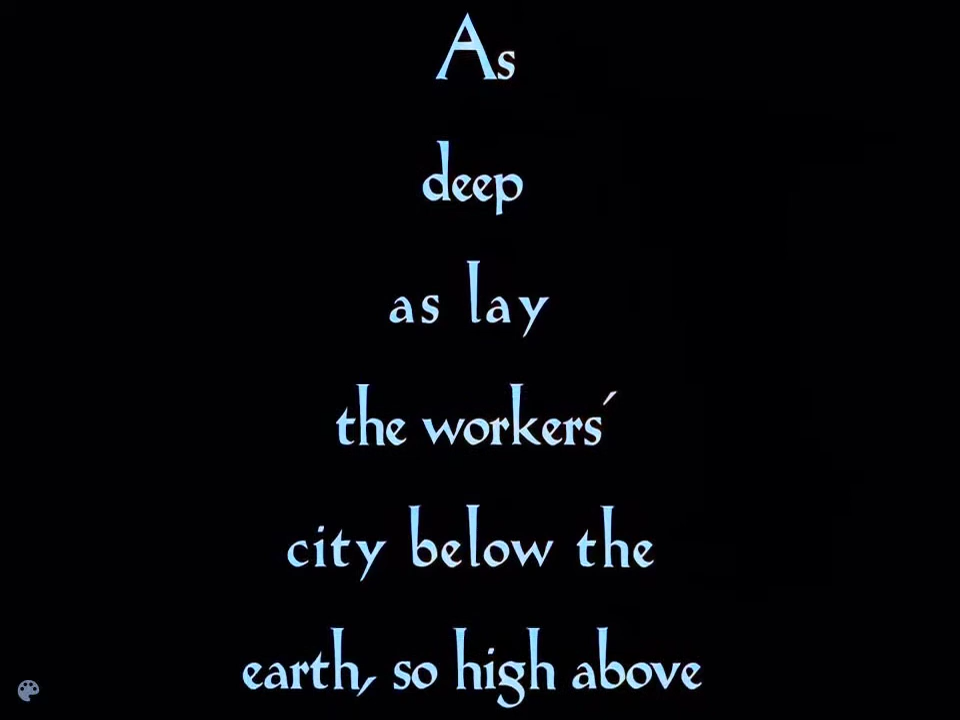 As
deep
as lay
the workers´
city below the
earth, so high above